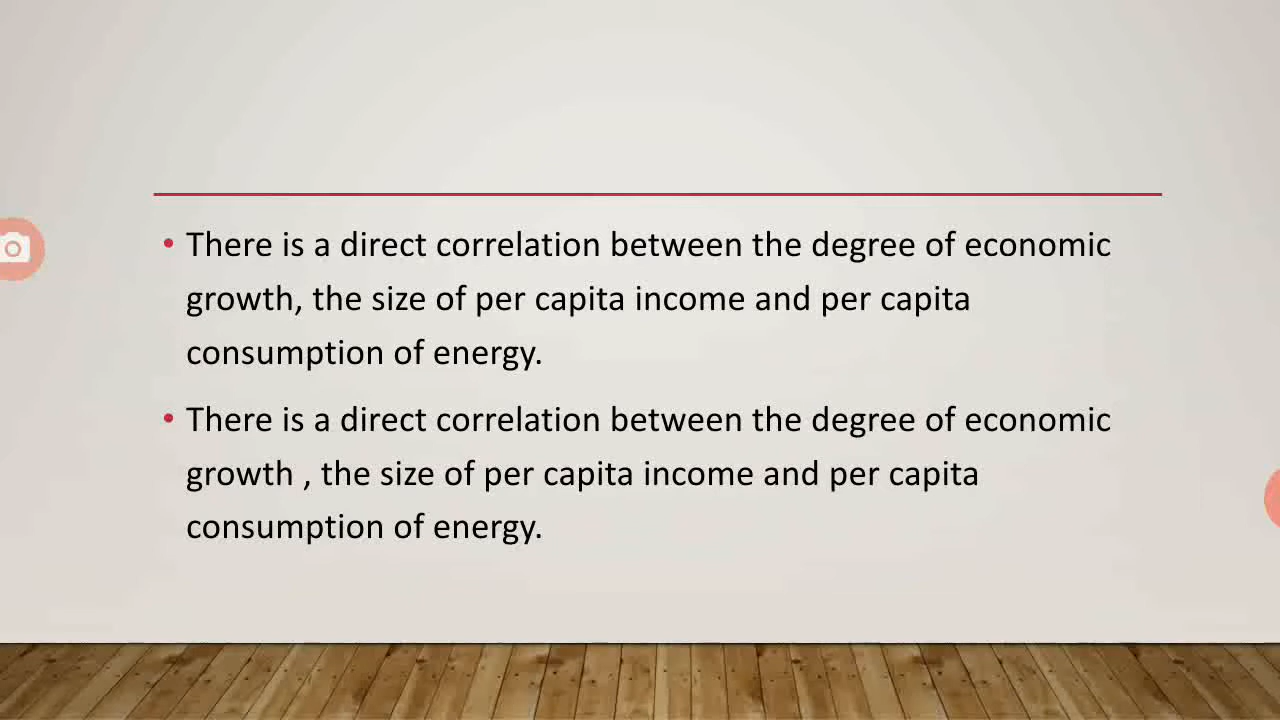 • There is a direct correlation between the degree of economic
growth, the size of per capita income and per capita
consumption of energy.
• There is a direct correlation between the degree of economic
growth , the size of per capita income and per capita
consumption of energy.